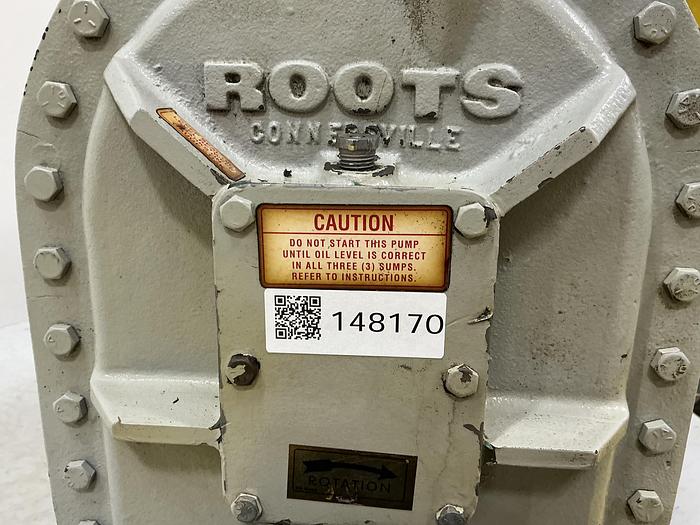 ROOTS
CONNERSVILLE
CAUTION
DO NOT START THIS PUMP
UNTIL OIL LEVEL IS CORRECT
IN ALL THREE (3) SUMPS.
REFER TO INSTRUCTIONS.
148170
ROTATION